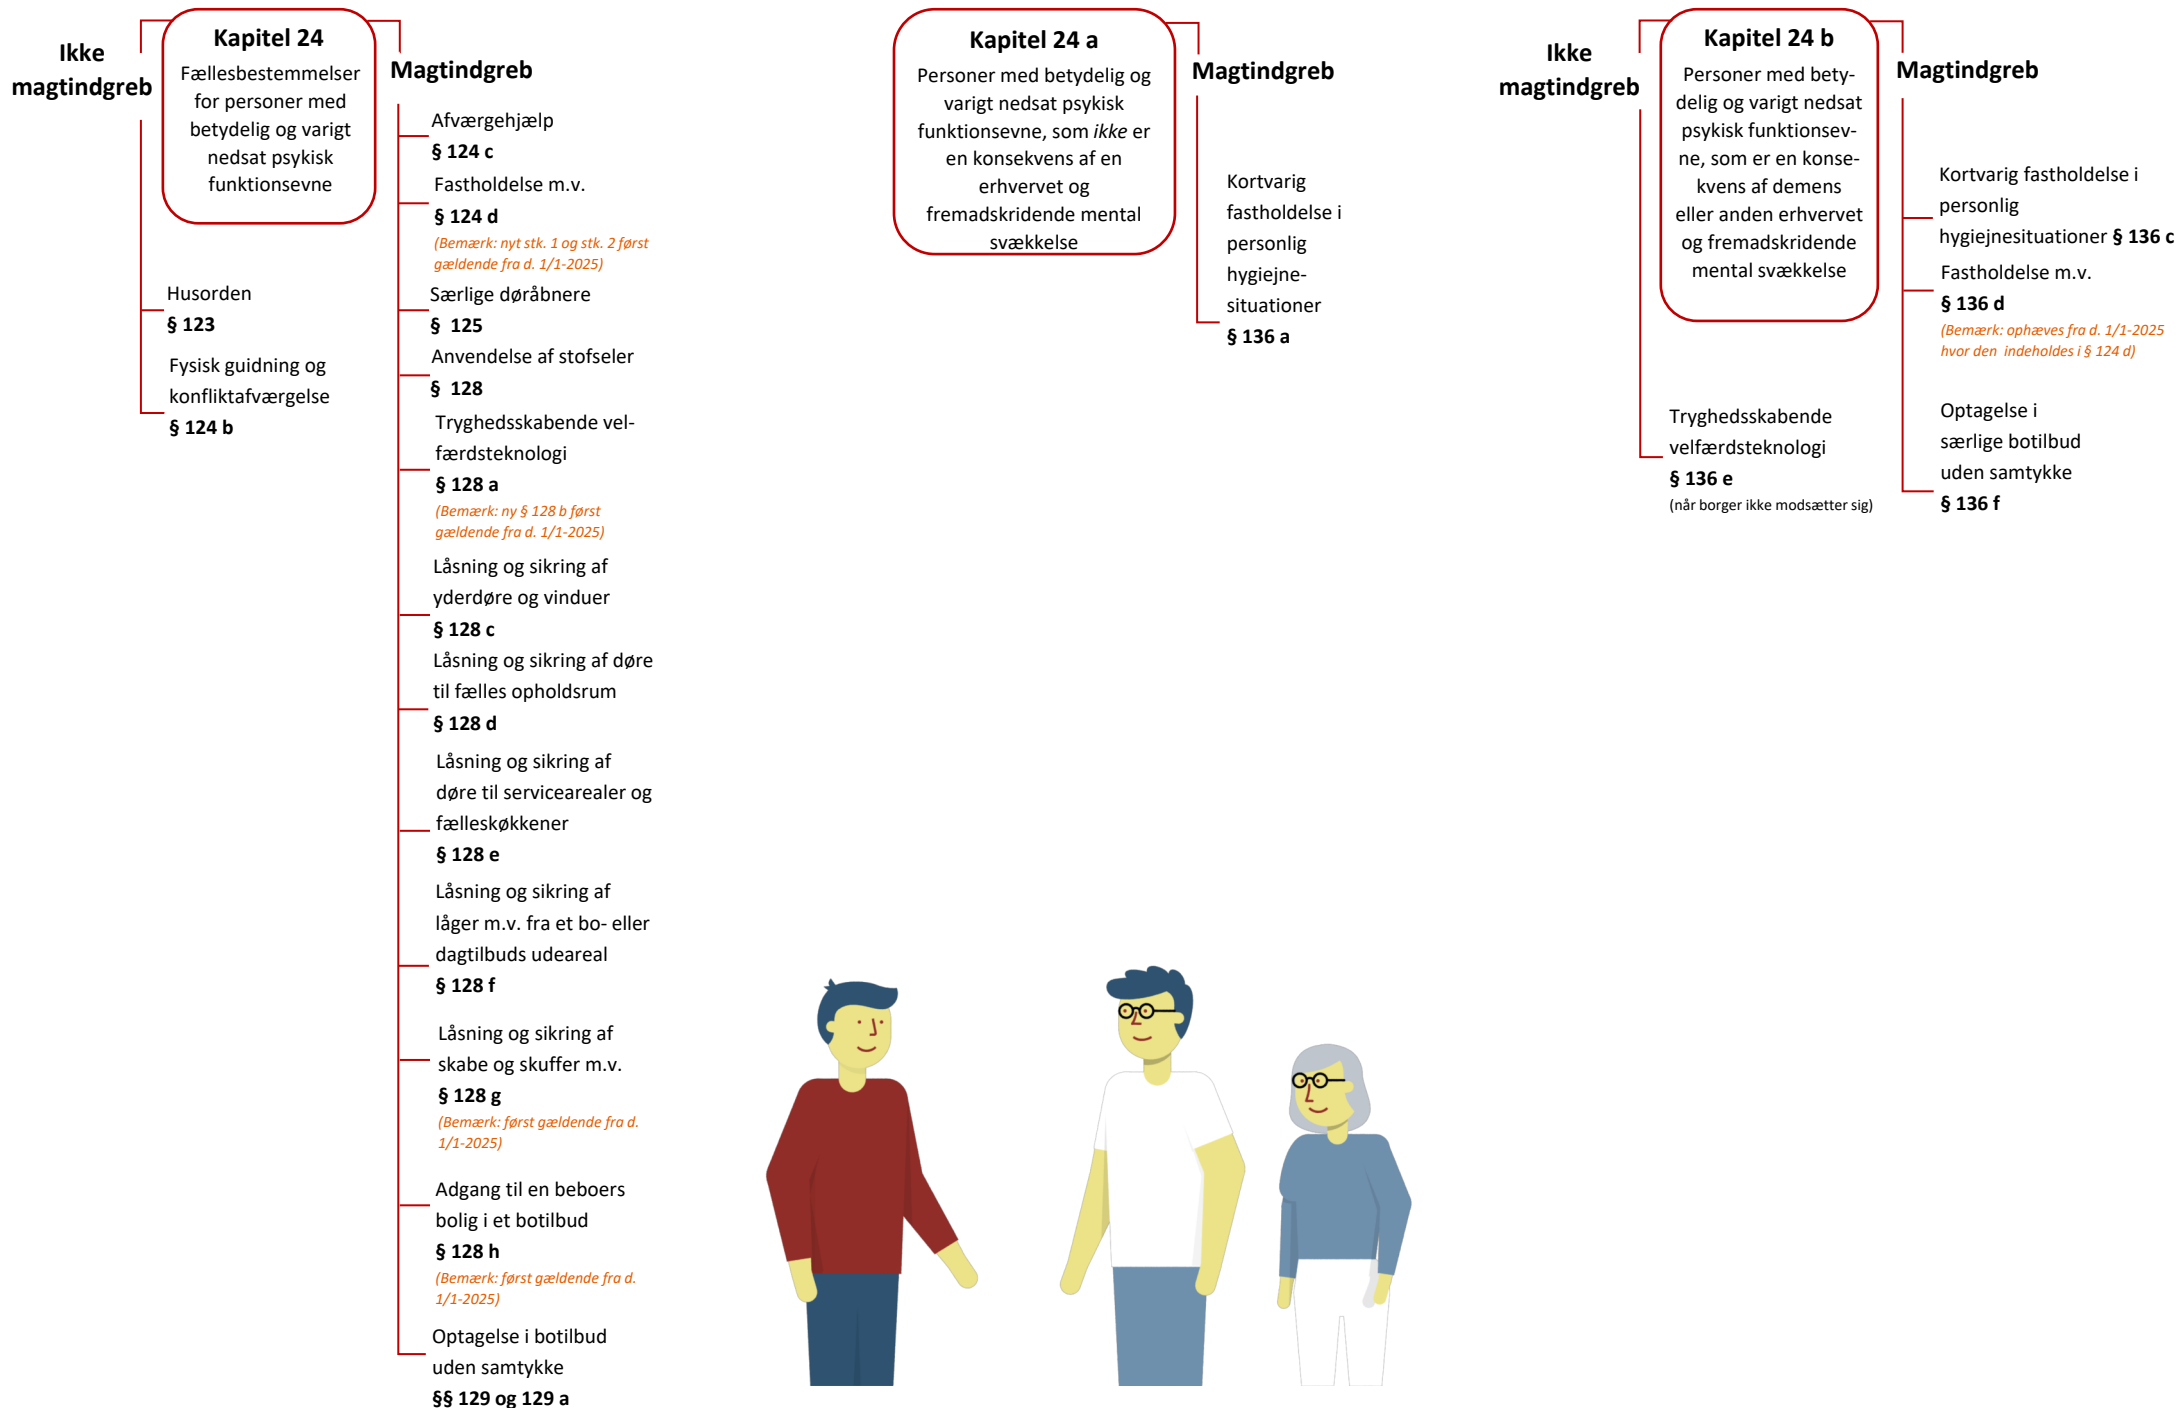 Ikke
magtindgreb
Kapitel 24
Fællesbestemmelser
for personer med
betydelig og varigt
nedsat psykisk
funktionsevne
Magtindgreb
Husorden
§ 123
Fysisk guidning og
konfliktafværgelse
§ 124 b
Afværgehjælp
§ 124 c
Fastholdelse m.v.
§ 124 d
(Bemærk: nyt stk. 1 og stk. 2 først
gældende fra d. 1/1-2025)
Særlige døråbnere
§ 125
Anvendelse af stofseler
§ 128
Tryghedsskabende vel-
færdsteknologi
§ 128 a
(Bemærk: ny § 128 b først
gældende fra d. 1/1-2025)
Låsning og sikring af
yderdøre og vinduer
§ 128 c
Låsning og sikring af døre
til fælles opholdsrum
§ 128 d
Låsning og sikring af
døre til servicearealer og
fælleskøkkener
§ 128 e
Låsning og sikring af
låger m.v. fra et bo- eller
dagtilbuds udeareal
§ 128 f
Låsning og sikring af
skabe og skuffer m.v.
§ 128 g
(Bemærk: først gældende fra d.
1/1-2025)
Adgang til en beboers
bolig i et botilbud
§ 128 h
(Bemærk: først gældende fra d.
1/1-2025)
Optagelse i botilbud
uden samtykke
§§ 129 og 129 a
Kapitel 24 a
Personer med betydelig og
varigt nedsat psykisk
funktionsevne, som ikke er
en konsekvens af en
erhvervet og
fremadskridende mental
svækkelse
Magtindgreb
Kortvarig
fastholdelse i
personlig
hygiejne-
situationer
§ 136 a
Ikke
magtindgreb
Kapitel 24 b
Personer med bety-
delig og varigt nedsat
psykisk funktionsev-
ne, som er en konse-
kvens af demens
eller anden erhvervet
og fremadskridende
mental svækkelse
Magtindgreb
Tryghedsskabende
velfærdsteknologi
§ 136 e
(når borger ikke modsætter sig)
Kortvarig fastholdelse i
personlig
hygiejnesituationer § 136 c
Fastholdelse m.v.
§ 136 d
(Bemærk: ophæves fra d. 1/1-2025
hvor den indeholdes i § 124 d)
Optagelse i
særlige botilbud
uden samtykke
§ 136 f